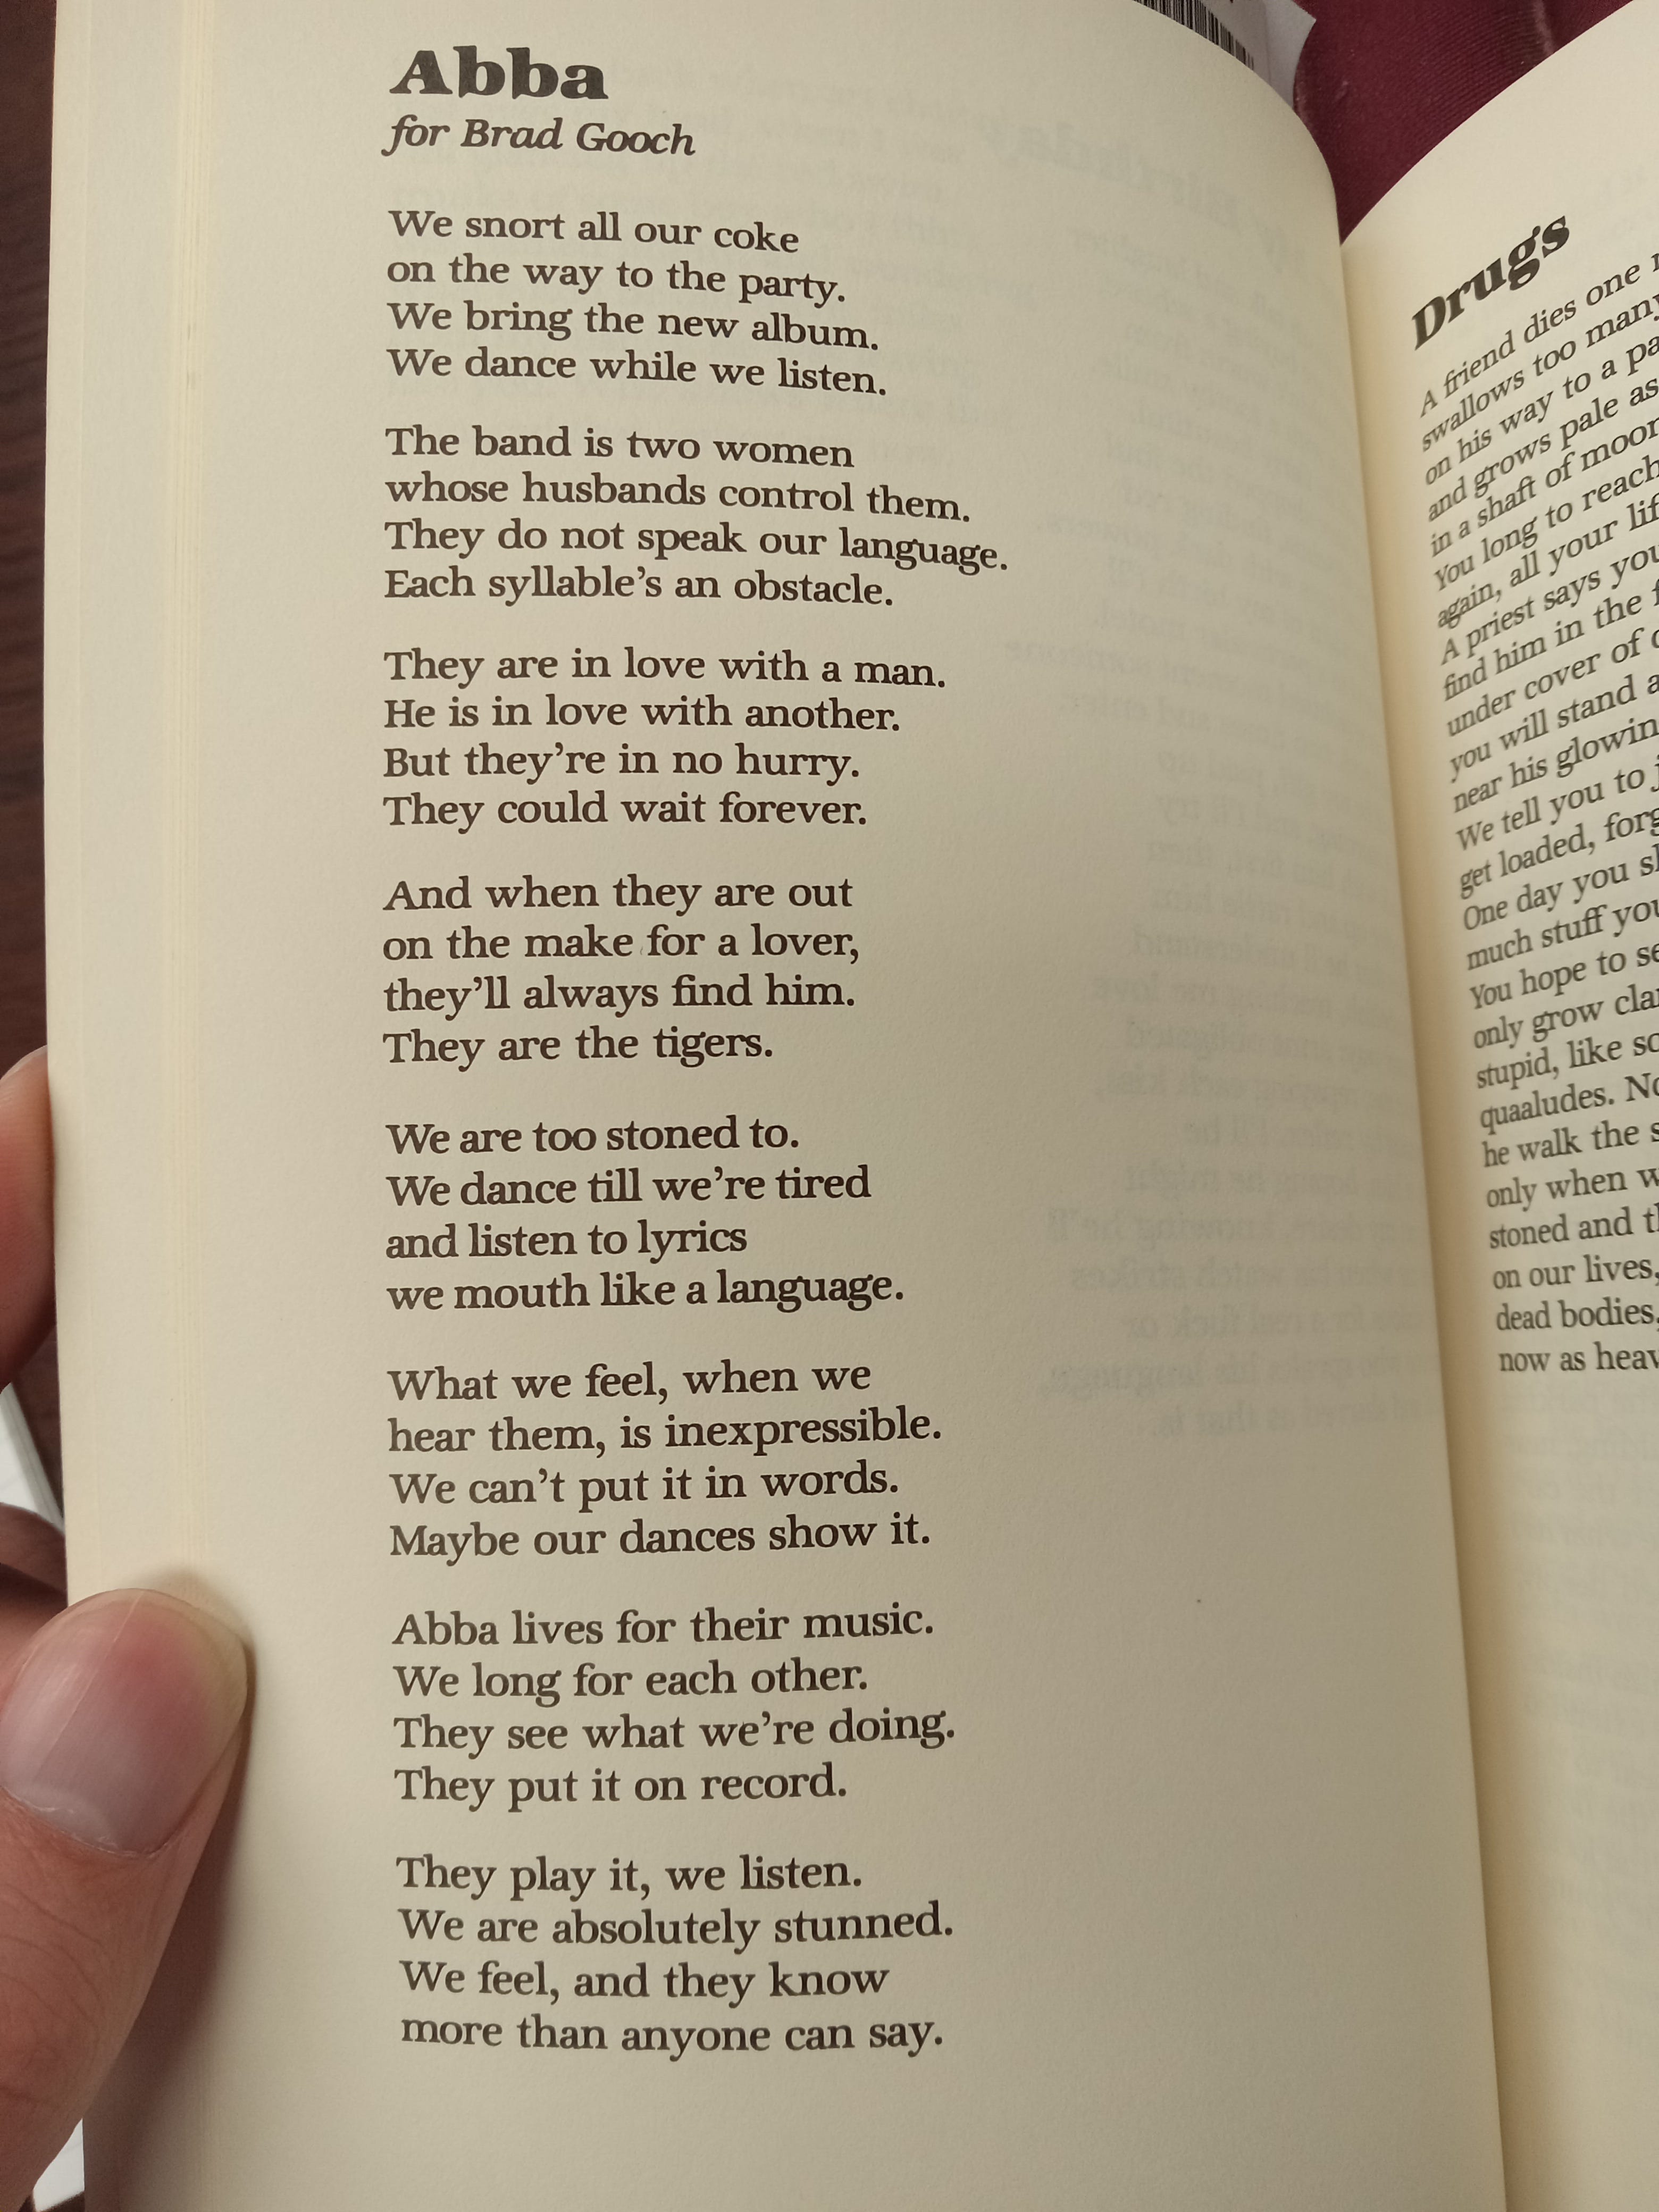 Abba
for Brad Gooch
We snort all our coke
on the way to the party.
We bring the new album.
We dance while we listen.
The band is two women
whose husbands control them.
They do not speak our language.
Each syllable's an obstacle.
They are in love with a man.
He is in love with another.
But they're in no hurry.
They could wait forever.
And when they are out
on the make for a lover,
they'll always find him.
They are the tigers.
We are too stoned to.
We dance till we're tired
and listen to lyrics
we mouth like a language.
What we feel, when we
hear them, is inexpressible.
We can't put it in words.
Maybe our dances show it.
Abba lives for their music.
We long for each other.
They see what we're doing.
They put it on record.
They play it, we listen.
We are absolutely stunned.
We feel, and they know
more than anyone can say.
Drugs
A friend dies one
swallows too many
on his way to a
and grows pale as
in a shaft of
You long to reach
again, all your
A priest says
find him in the
under cover of
you will stand
near his
We tell you to
get loaded,
One day you
much stuff
You hope to
only grow
stupid, like
quaaludes.
he walk the
only when
stoned and
on our lives,
dead bodies,
now as